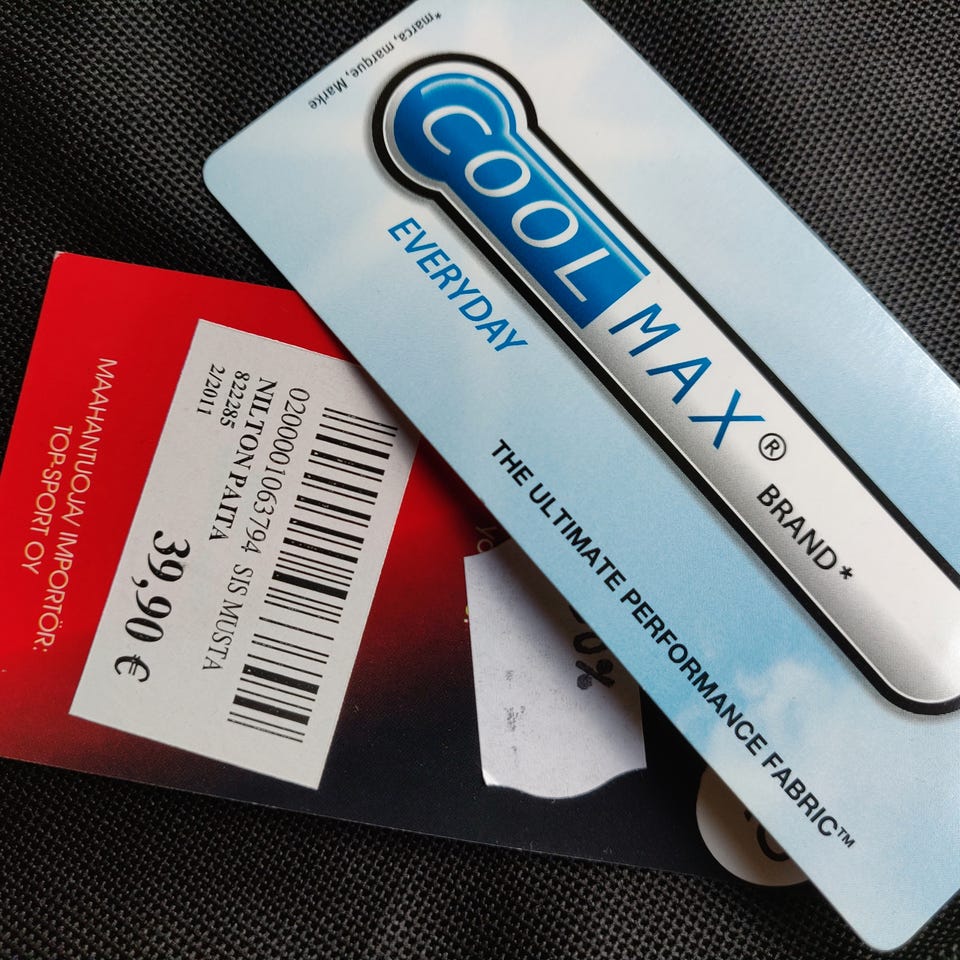 *marca, marque, Marke
COOLMAX® BRAND*
EVERYDAY
THE ULTIMATE PERFORMANCE FABRIC™
0200001063794 SIS MUSTA
NILTON PAITA
822285
2/2011
39,90 €
MAAHANTUOJA/ IMPORTÖR:
TOP-SPORT OY